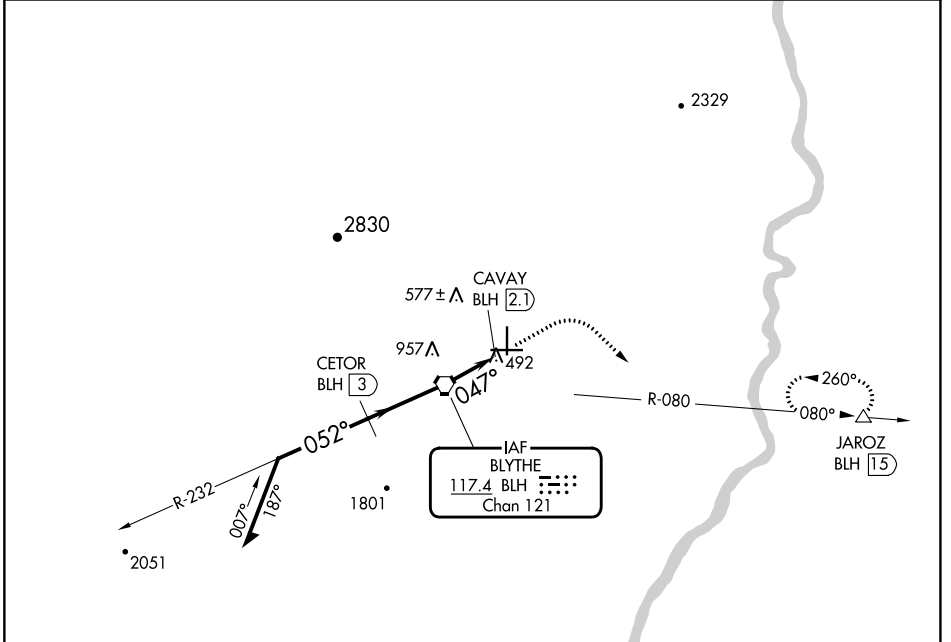 2329
2830
CAVAY
BLH 2.1
577±
957
492
CETOR
BLH 3
047°
052°
R-080
260°
080°
JAROZ
BLH 15
IAF
BLYTHE
117.4 BLH
Chan 121
R-232
007°
187°
1801
2051